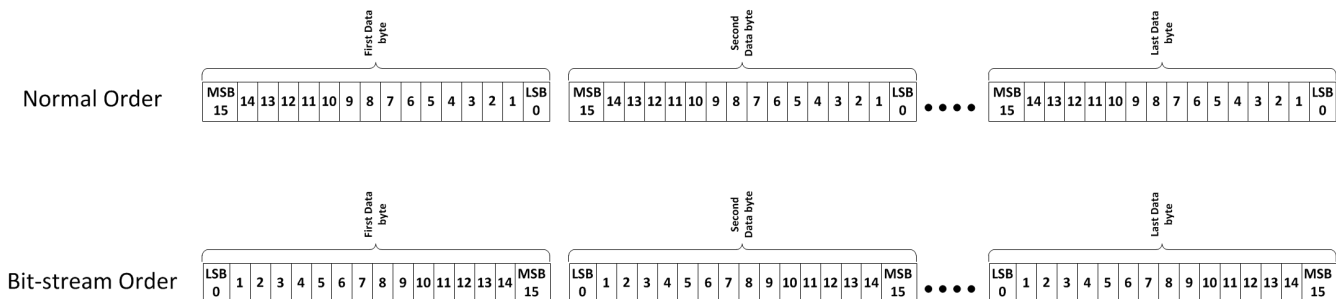 First Data
byte
Second
Data byte
Last Data
byte
Normal Order
MSB 14 13 12 11 10 9 8 7 6 5 4 3 2 1 LSB
15 0
MSB 14 13 12 11 10 9 8 7 6 5 4 3 2 1 LSB
15 0
MSB 14 13 12 11 10 9 8 7 6 5 4 3 2 1 LSB
15 0
First Data
byte
Second
Data byte
Last Data
byte
Bit-stream Order
LSB 1 2 3 4 5 6 7 8 9 10 11 12 13 14 MSB
0 15
LSB 1 2 3 4 5 6 7 8 9 10 11 12 13 14 MSB
0 15
LSB 1 2 3 4 5 6 7 8 9 10 11 12 13 14 MSB
0 15